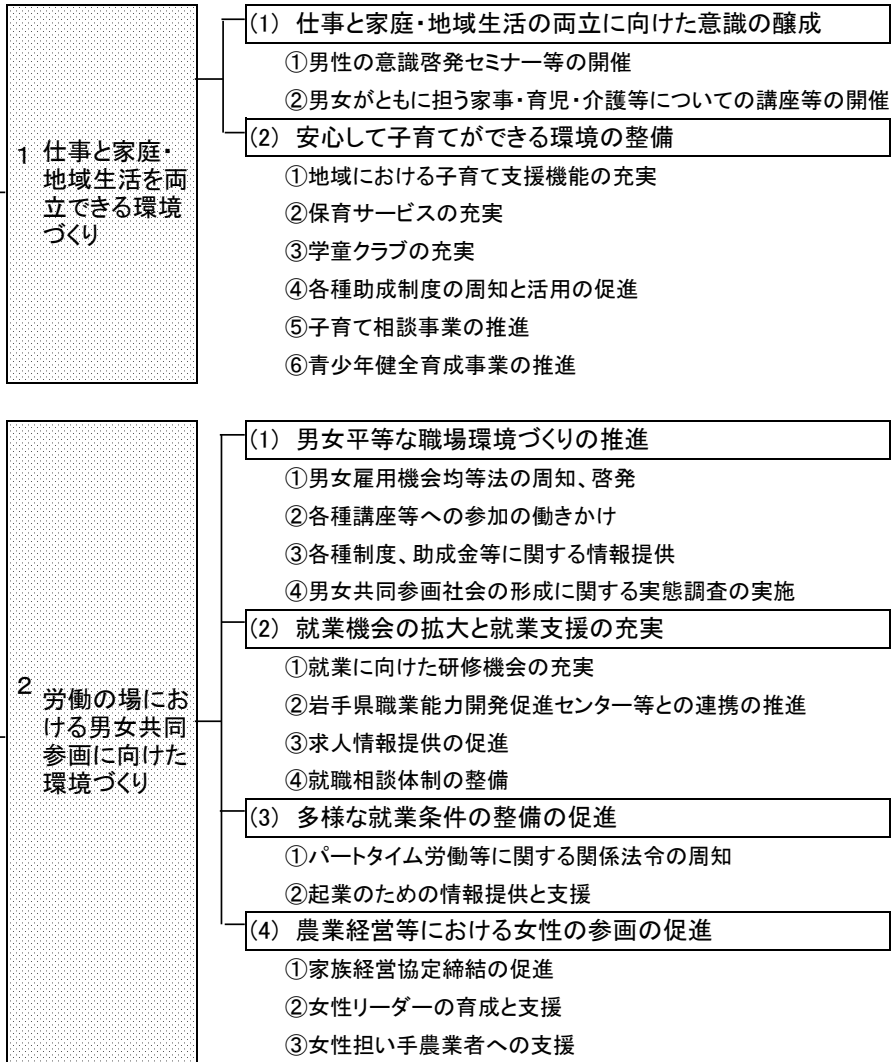 1 仕事と家庭・
地域生活を両
立できる環境
づくり
(1) 仕事と家庭・地域生活の両立に向けた意識の醸成
①男性の意識啓発セミナー等の開催
②男女がともに担う家事・育児・介護等についての講座等の開催
(2) 安心して子育てができる環境の整備
①地域における子育て支援機能の充実
②保育サービスの充実
③学童クラブの充実
④各種助成制度の周知と活用の促進
⑤子育て相談事業の推進
⑥青少年健全育成事業の推進
2 労働の場にお
ける男女共同
参画に向けた
環境づくり
(1) 男女平等な職場環境づくりの推進
①男女雇用機会均等法の周知、啓発
②各種講座等への参加の働きかけ
③各種制度、助成金等に関する情報提供
④男女共同参画社会の形成に関する実態調査の実施
(2) 就業機会の拡大と就業支援の充実
①就業に向けた研修機会の充実
②岩手県職業能力開発促進センター等との連携の推進
③求人情報提供の促進
④就職相談体制の整備
(3) 多様な就業条件の整備の促進
①パートタイム労働等に関する関係法令の周知
②起業のための情報提供と支援
(4) 農業経営等における女性の参画の促進
①家族経営協定締結の促進
②女性リーダーの育成と支援
③女性担い手農業者への支援